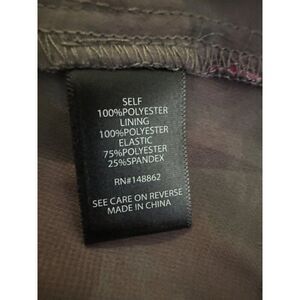 SELF
100%POLYESTER
LINING
100%POLYESTER
ELASTIC
75%POLYESTER
25%SPANDEX
RN#148862
SEE CARE ON REVERSE
MADE IN CHINA